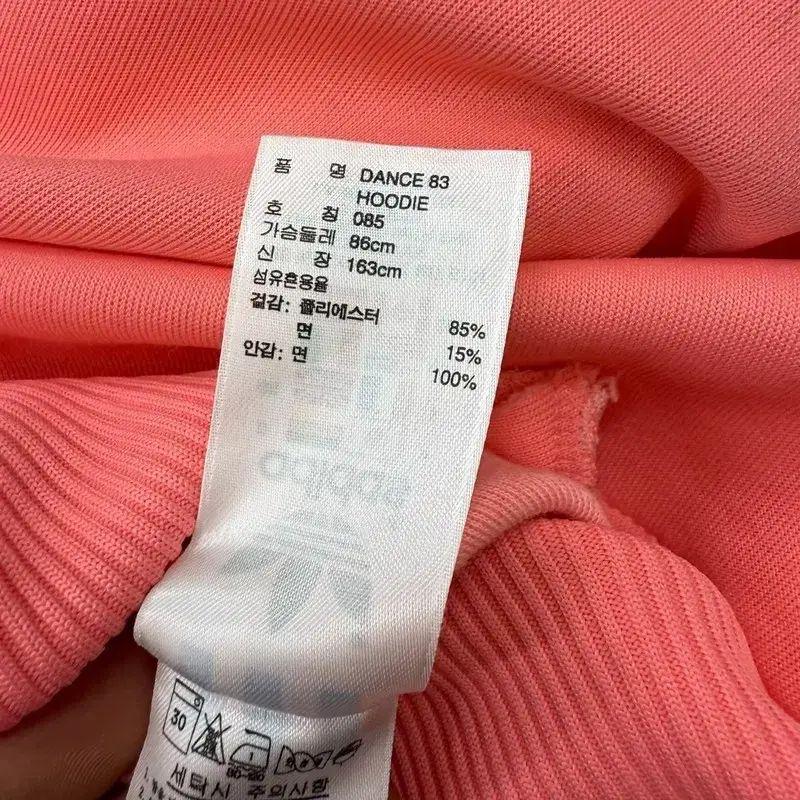 품 명 DANCE 83
HOODIE
호 칭 085
가슴둘레 86cm
신 장 163cm
섬유혼용율
겉감: 폴리에스터 85%
면 15%
안감: 면 100%
adidas
30
세탁시 주의사항
1.